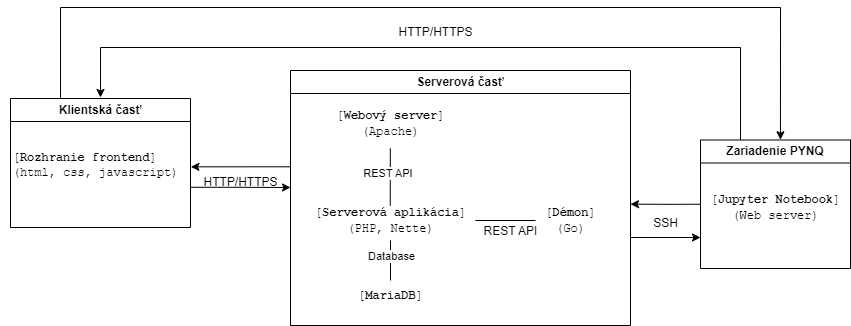 HTTP/HTTPS
Klientská časť
[Rozhranie frontend]
(html, css, javascript)
HTTP/HTTPS
Serverová časť
[Webový server]
(Apache)
REST API
[Serverová aplikácia]
(PHP, Nette)
REST API
[Démon]
(Go)
Database
[MariaDB]
SSH
Zariadenie PYNQ
[Jupyter Notebook]
(Web server)